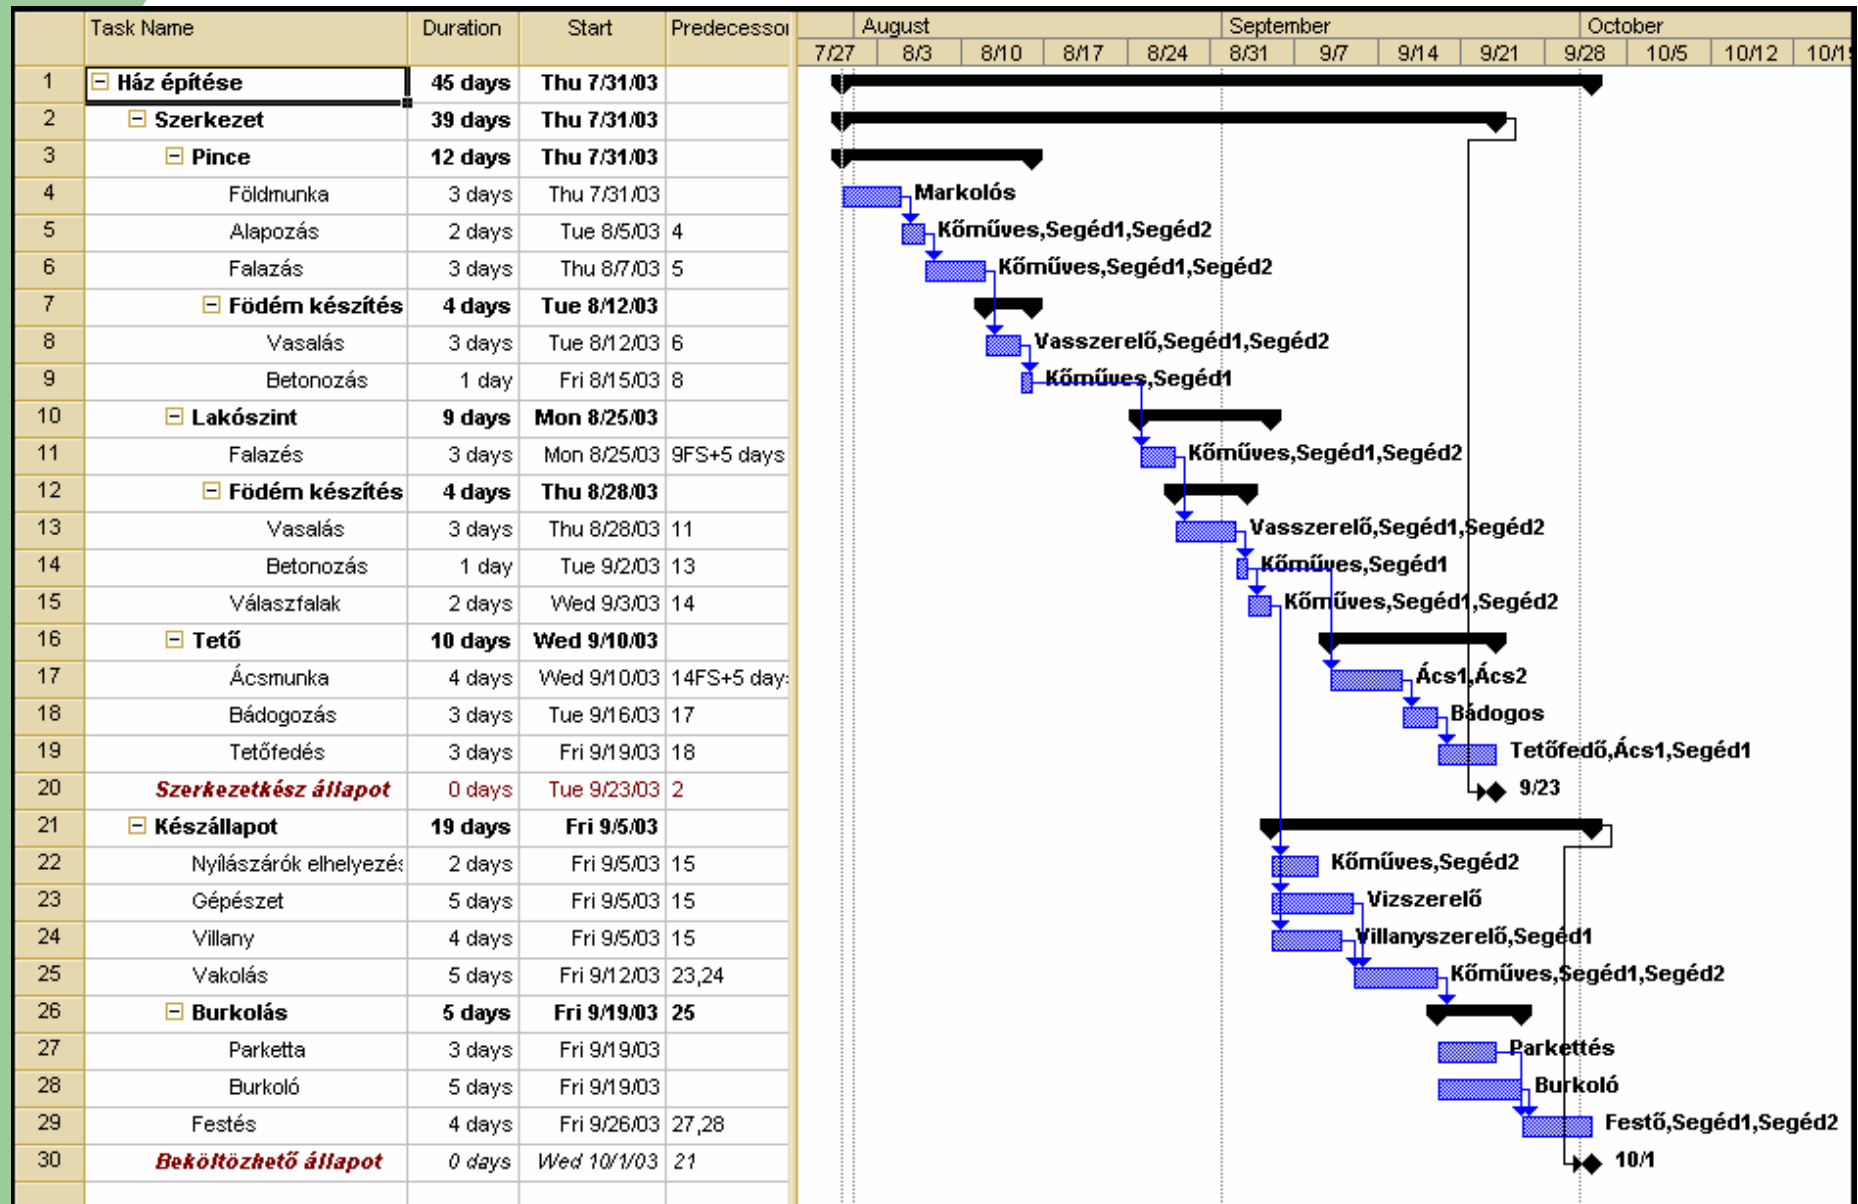 Task Name Duration Start Predecessor August September October
7/27 8/3 8/10 8/17 8/24 8/31 9/7 9/14 9/21 9/28 10/5 10/12 10/1
1 Ház építése 45 days Thu 7/31/03
2 Szerkezet 39 days Thu 7/31/03
3 Pince 12 days Thu 7/31/03
4 Földmunka 3 days Thu 7/31/03 Markolós
5 Alapozás 2 days Tue 8/5/03 4 Kőműves,Segéd1,Segéd2
6 Falazás 3 days Thu 8/7/03 5 Kőműves,Segéd1,Segéd2
7 Födém készítés 4 days Tue 8/12/03
8 Vasalás 3 days Tue 8/12/03 6 Vasszerelő,Segéd1,Segéd2
9 Betonozás 1 day Fri 8/15/03 8 Kőműves,Segéd1
10 Lakószint 9 days Mon 8/25/03
11 Falazés 3 days Mon 8/25/03 9FS+5 days Kőműves,Segéd1,Segéd2
12 Födém készítés 4 days Thu 8/28/03
13 Vasalás 3 days Thu 8/28/03 11 Vasszerelő,Segéd1,Segéd2
14 Betonozás 1 day Tue 9/2/03 13 Kőműves,Segéd1
15 Válaszfalak 2 days Wed 9/3/03 14 Kőműves,Segéd1,Segéd2
16 Tető 10 days Wed 9/10/03
17 Ácsmunka 4 days Wed 9/10/03 14FS+5 day Ács1,Ács2
18 Bádogozás 3 days Tue 9/16/03 17 Bádogos
19 Tetőfedés 3 days Fri 9/19/03 18 Tetőfedő,Ács1,Segéd1
20 Szerkezetkész állapot 0 days Tue 9/23/03 2 9/23
21 Készállapot 19 days Fri 9/5/03
22 Nyílászárók elhelyezés 2 days Fri 9/5/03 15 Kőműves,Segéd2
23 Gépészet 5 days Fri 9/5/03 15 Vizszerelő
24 Villany 4 days Fri 9/5/03 15 Villanyszerelő,Segéd1
25 Vakolás 5 days Fri 9/12/03 23,24 Kőműves,Segéd1,Segéd2
26 Burkolás 5 days Fri 9/19/03 25
27 Parketta 3 days Fri 9/19/03 Parkettés
28 Burkoló 5 days Fri 9/19/03 Burkoló
29 Festés 4 days Fri 9/26/03 27,28 Festő,Segéd1,Segéd2
30 Beköltözhető állapot 0 days Wed 10/1/03 21 10/1